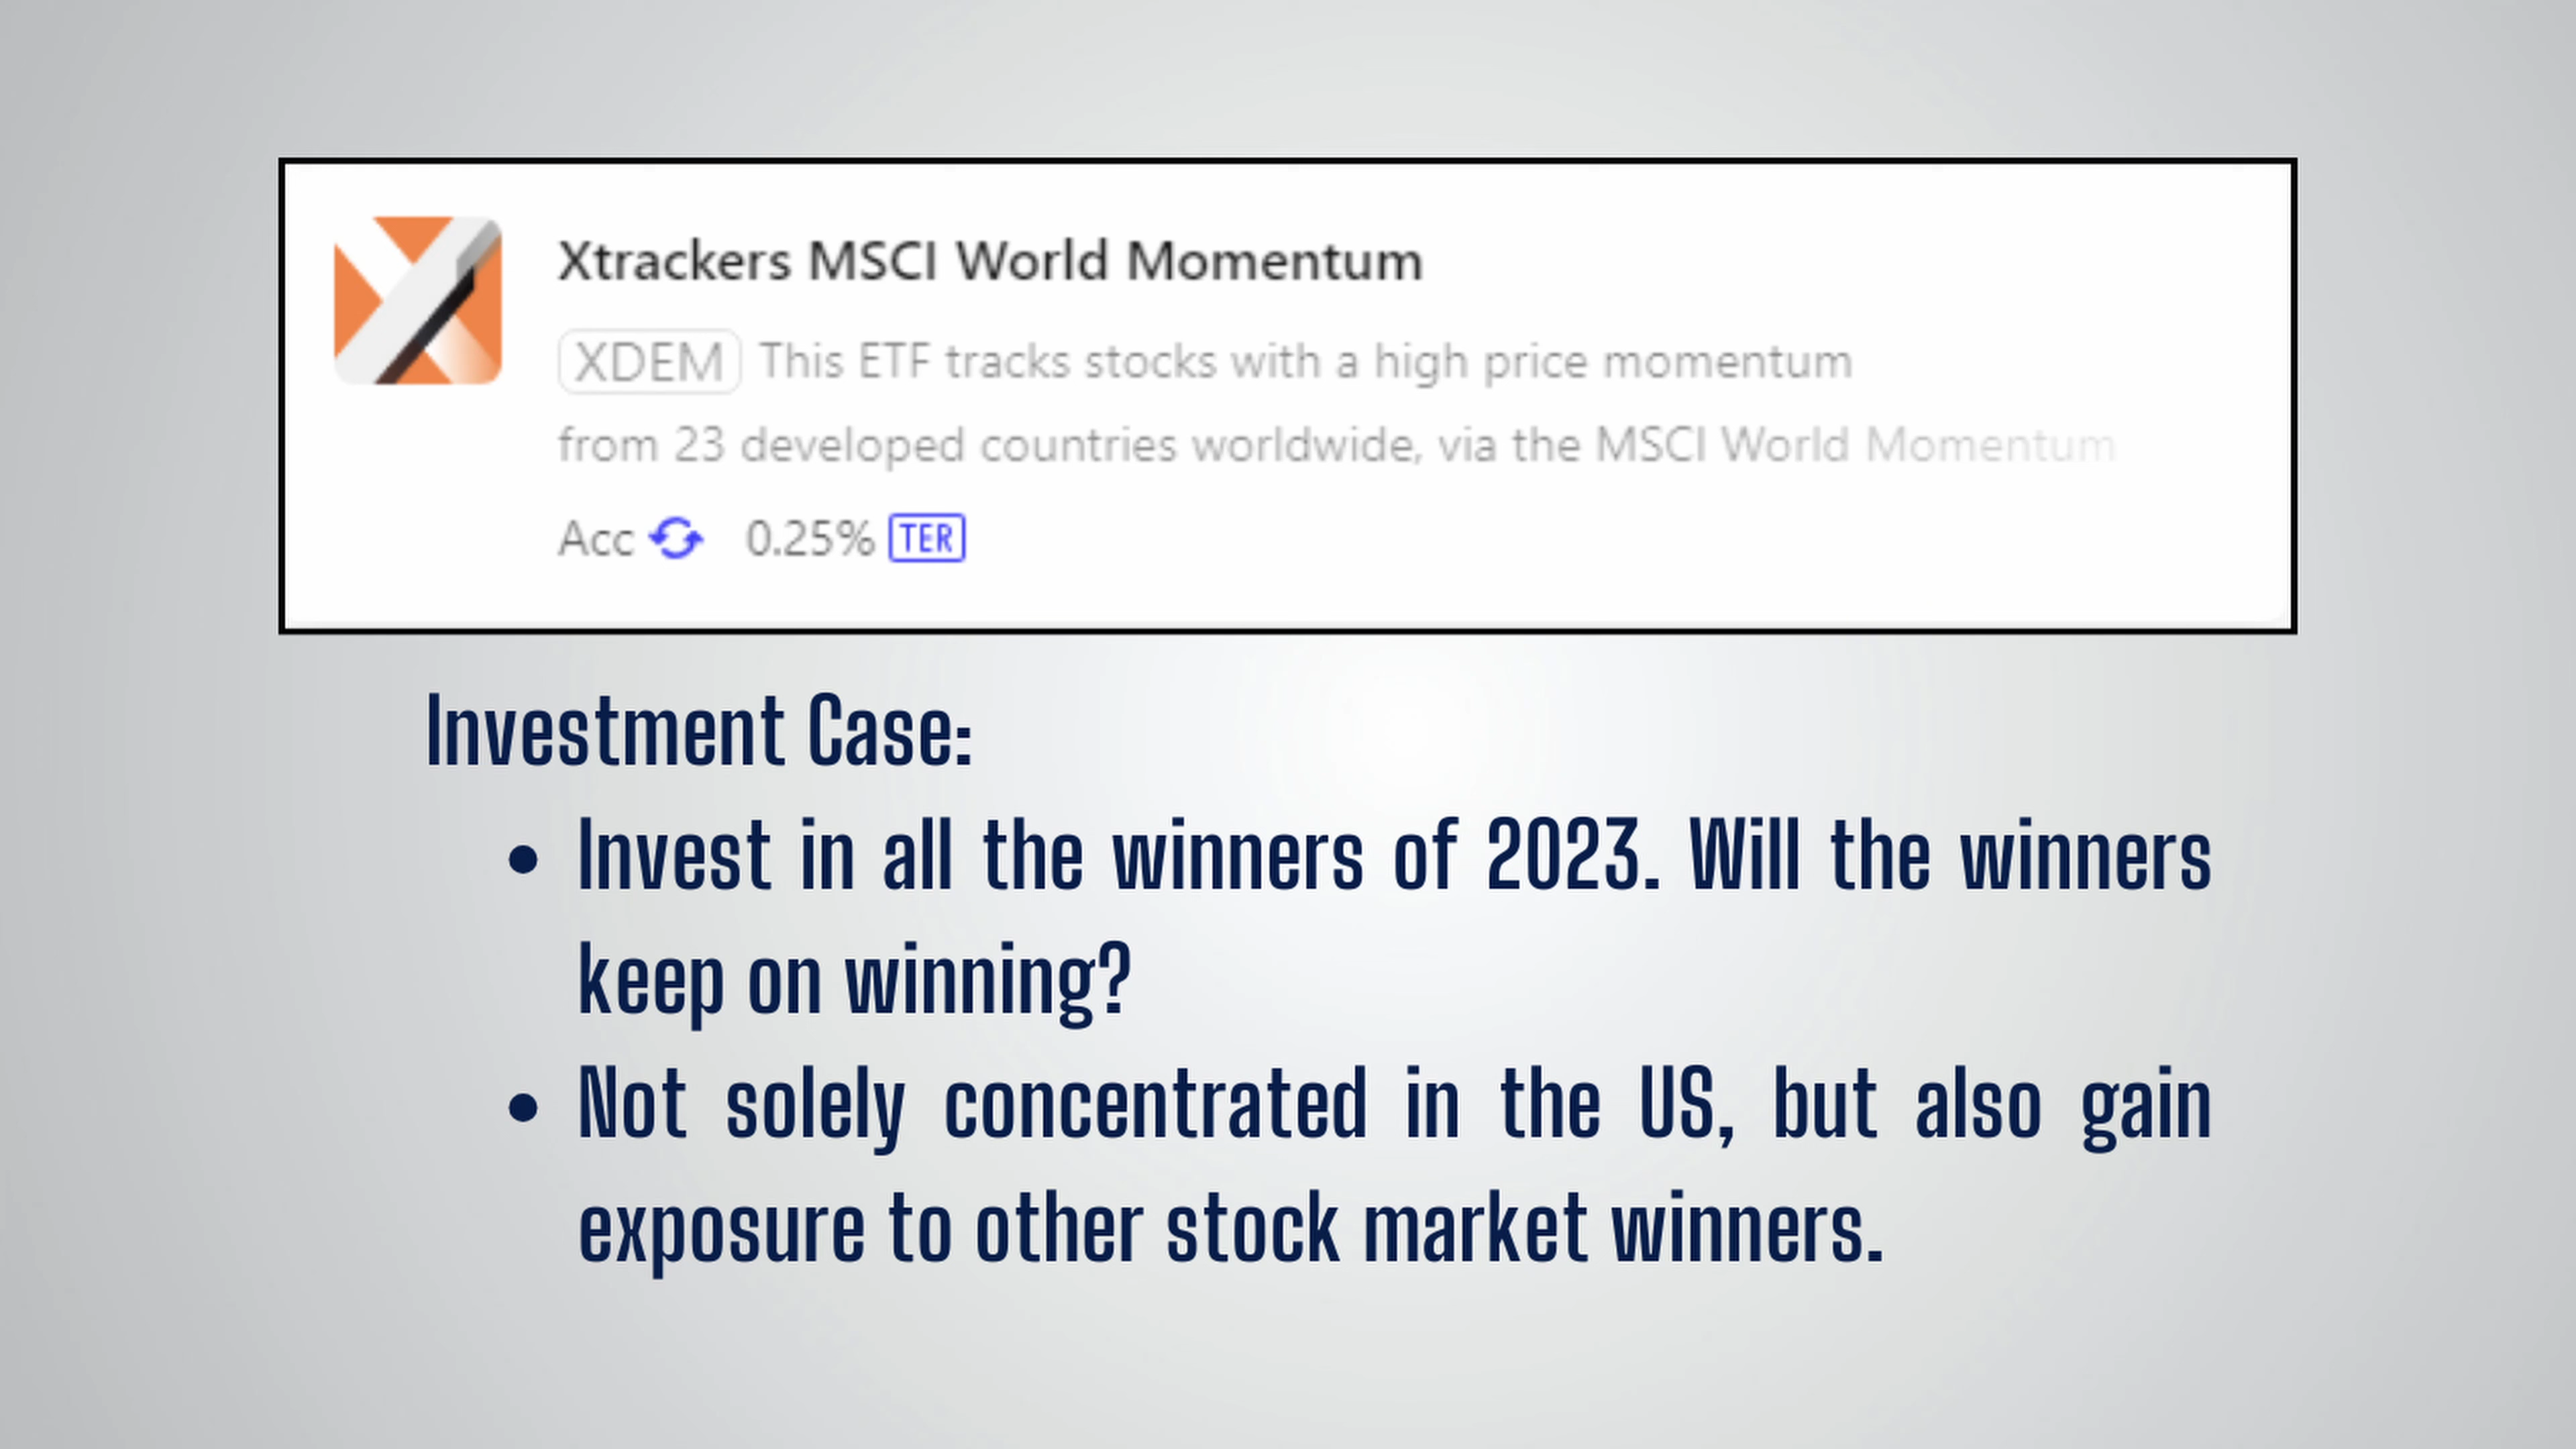 Xtrackers MSCI World Momentum
XDEM This ETF tracks stocks with a high price momentum
from 23 developed countries worldwide, via the MSCI World Momentum
Acc 0.25% TER
Investment Case:
• Invest in all the winners of 2023. Will the winners
keep on winning?
• Not solely concentrated in the US, but also gain
exposure to other stock market winners.